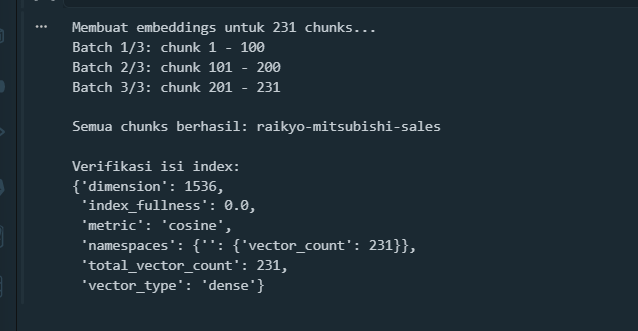 ... Membuat embeddings untuk 231 chunks...
Batch 1/3: chunk 1 - 100
Batch 2/3: chunk 101 - 200
Batch 3/3: chunk 201 - 231
Semua chunks berhasil: raikyo-mitsubishi-sales
Verifikasi isi index:
{'dimension': 1536,
'index_fullness': 0.0,
'metric': 'cosine',
'namespaces': {'': {'vector_count': 231}},
'total_vector_count': 231,
'vector_type': 'dense'}